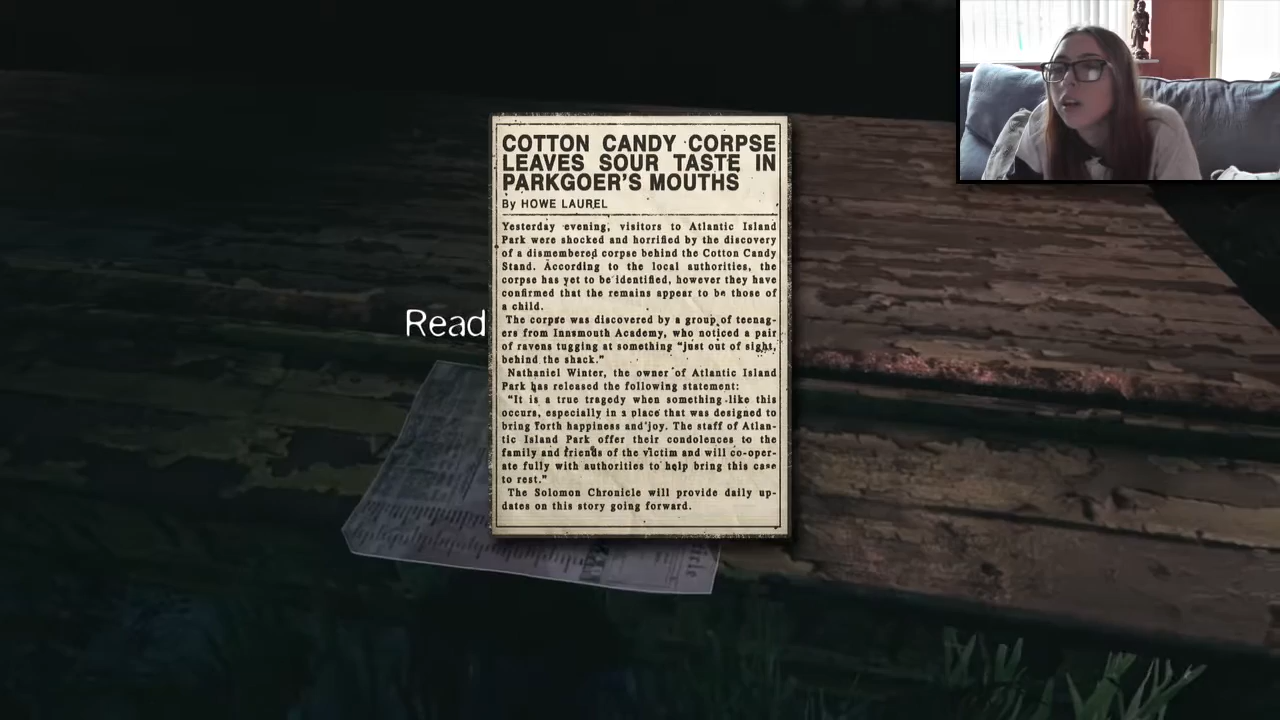 COTTON CANDY CORPSE
LEAVES SOUR TASTE IN
PARKGOER'S MOUTHS
By HOWE LAUREL
Yesterday evening, visitors to Atlantic Island
Park were shocked and horrified by the discovery
of a dismembered corpse behind the Cotton Candy
Stand. According to the local authorities, the
corpse has yet to be identified, however they have
confirmed that the remains appear to be those of
a child.
The corpse was discovered by a group of teenag-
ers from Innsmouth Academy, who noticed a pair
of ravens tugging at something "just out of sight,
behind the shack."
Nathaniel Winter, the owner of Atlantic Island
Park has released the following statement:
"It is a true tragedy when something like this
occurs, especially in a place that was designed to
bring forth happiness and joy. The staff of Atlan-
tic Island Park offer their condolences to the
family and friends of the victim and will co-oper-
ate fully with authorities to help bring this case
to rest."
The Solomon Chronicle will provide daily up-
dates on this story going forward.
Read